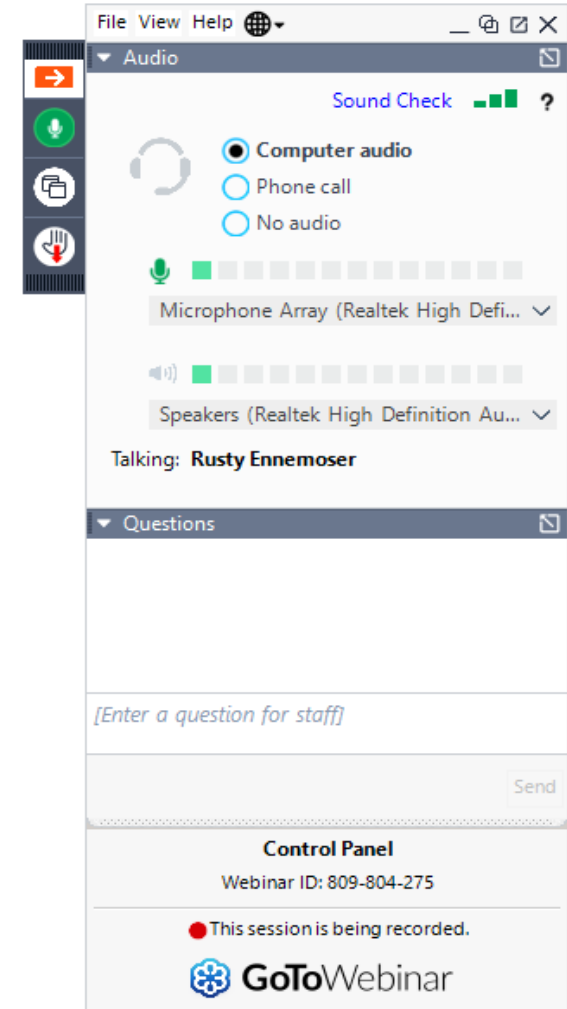 File View Help
Audio
Sound Check ?
Computer audio
Phone call
No audio
Microphone Array (Realtek High Defi...
Speakers (Realtek High Definition Au...
Talking: Rusty Ennemoser
Questions
[Enter a question for staff]
Send
Control Panel
Webinar ID: 809-804-275
This session is being recorded.
GoToWebinar